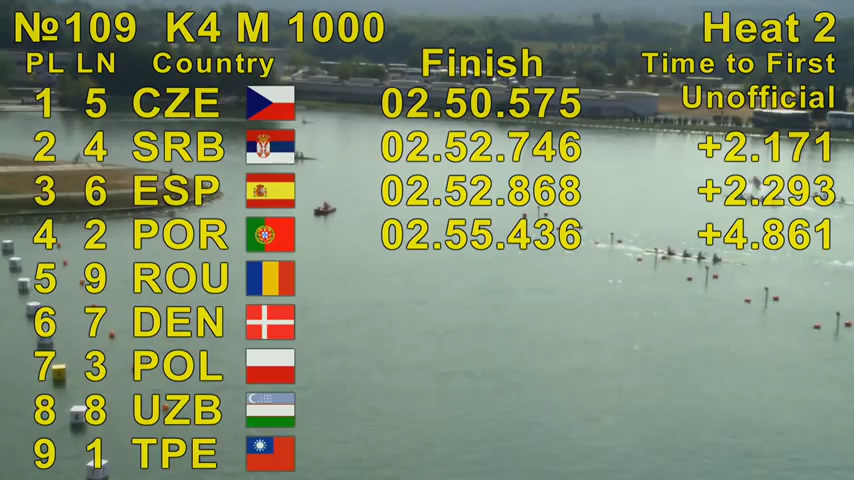 №109 K4 M 1000 Heat 2
PL LN Country Finish Time to First
Unofficial
1 5 CZE 02.50.575
2 4 SRB 02.52.746 +2.171
3 6 ESP 02.52.868 +2.293
4 2 POR 02.55.436 +4.861
5 9 ROU
6 7 DEN
7 3 POL
8 8 UZB
9 1 TPE